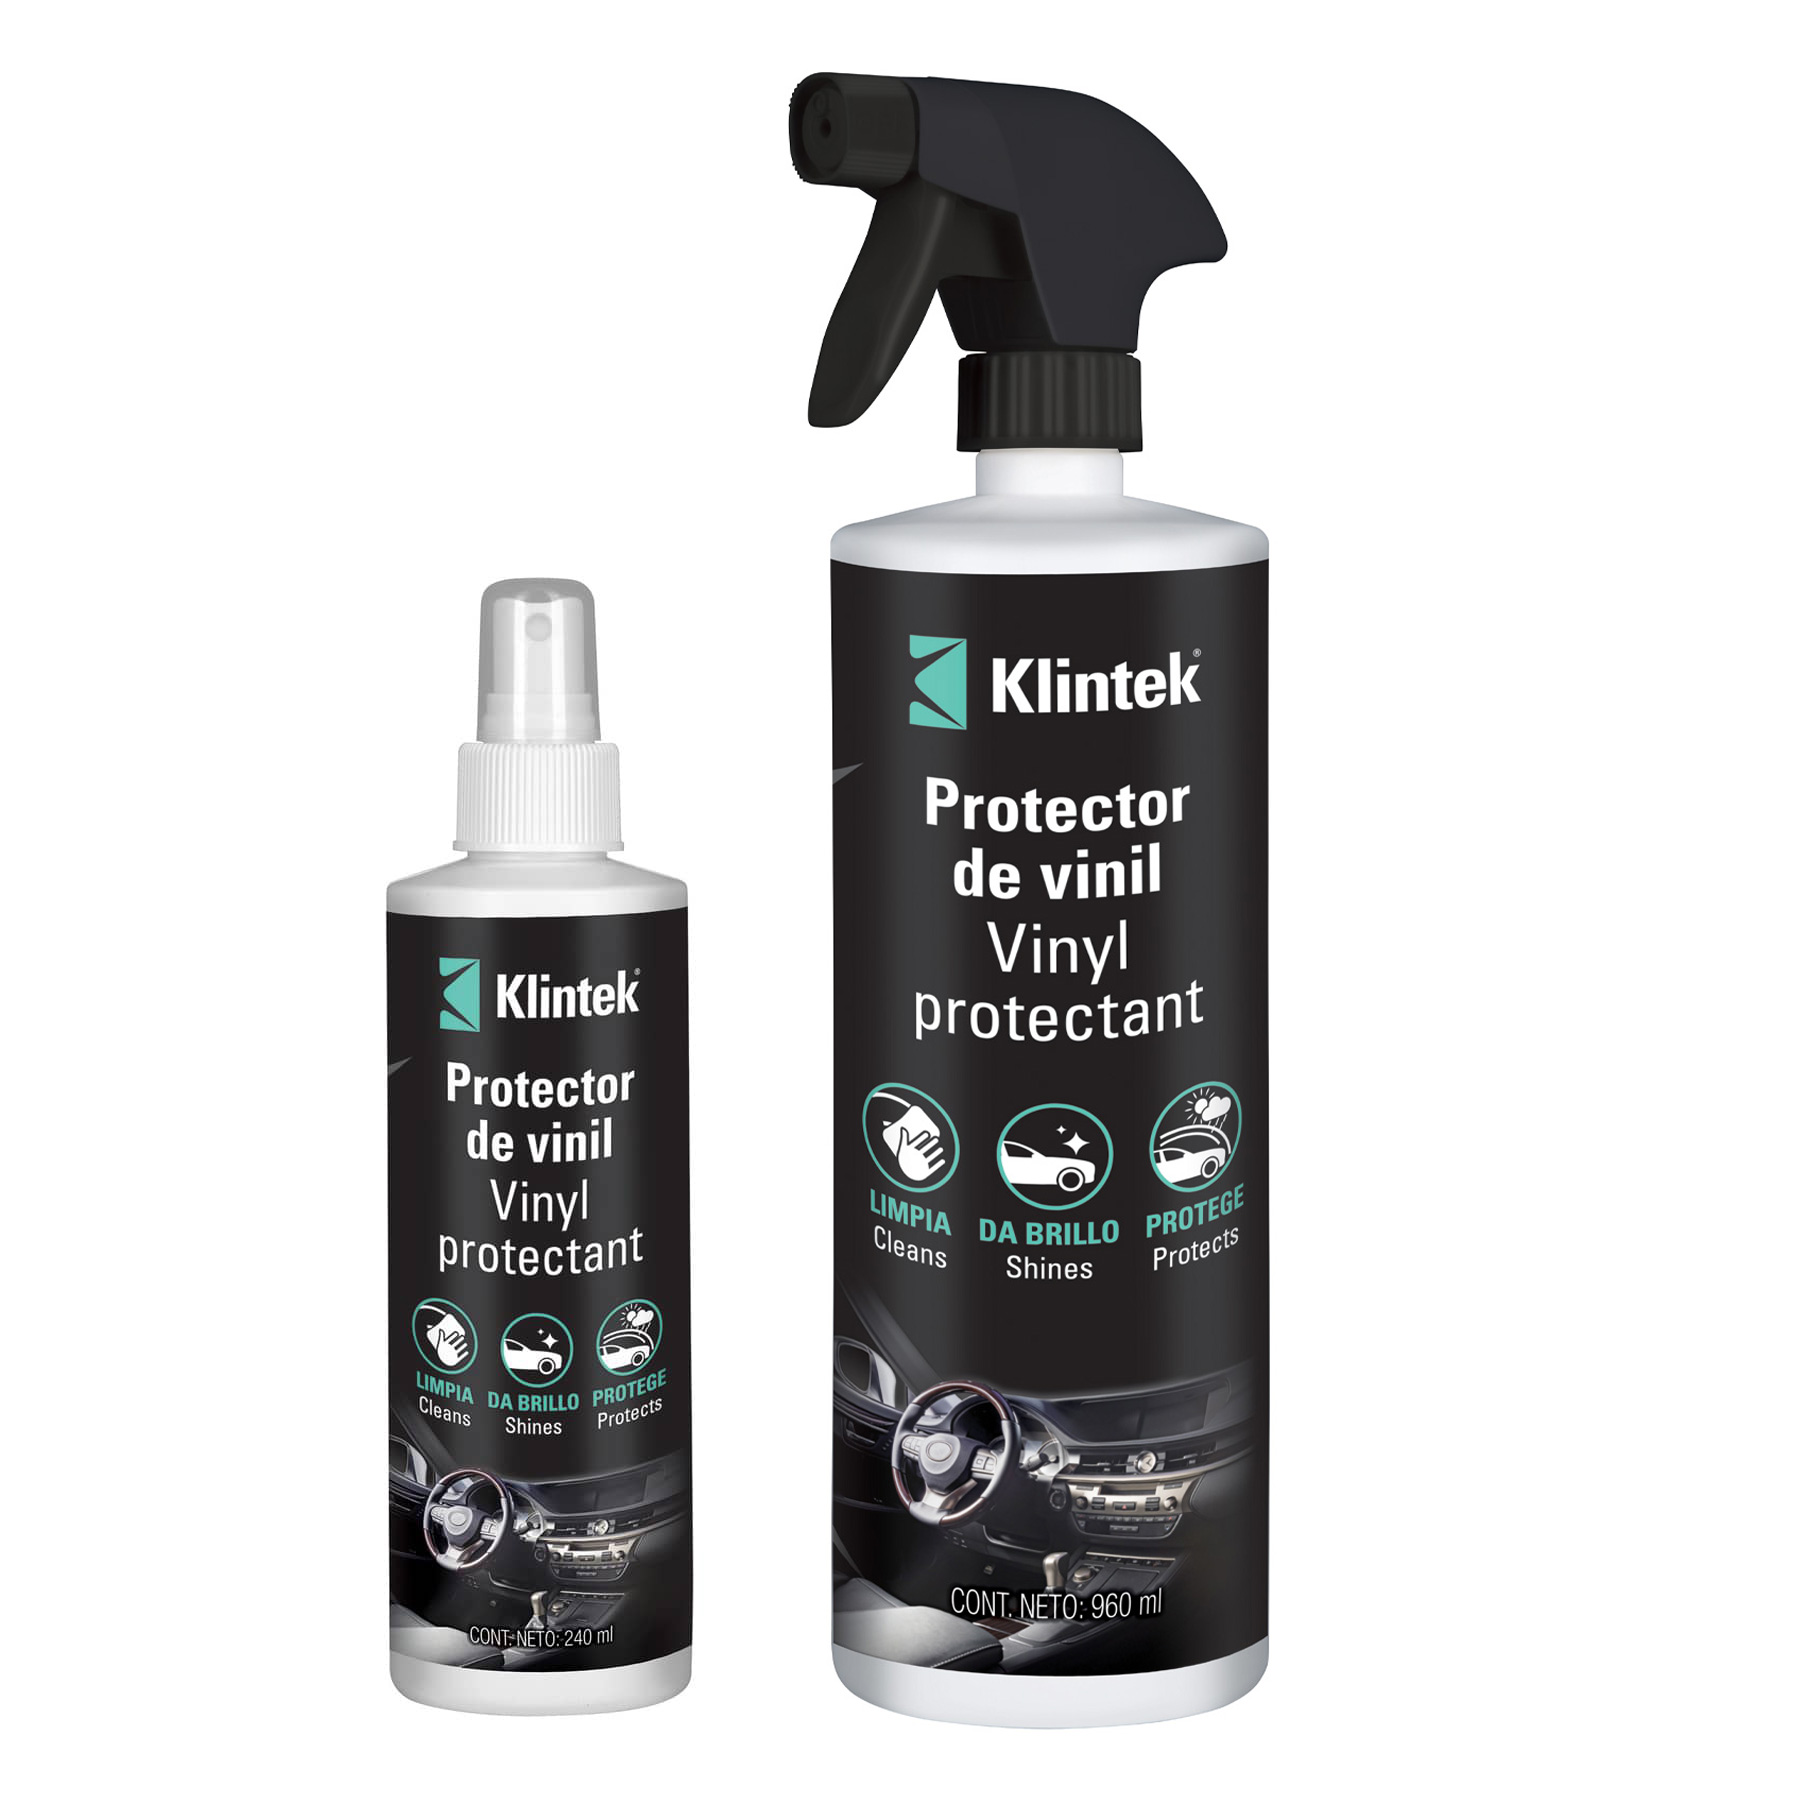 Klintek®
Protector
de vinil
Vinyl
protectant
LIMPIA
Cleans
DA BRILLO
Shines
PROTEGE
Protects
CONT. NETO: 240 ml
Klintek®
Protector
de vinil
Vinyl
protectant
LIMPIA
Cleans
DA BRILLO
Shines
PROTEGE
Protects
CONT. NETO: 960 ml